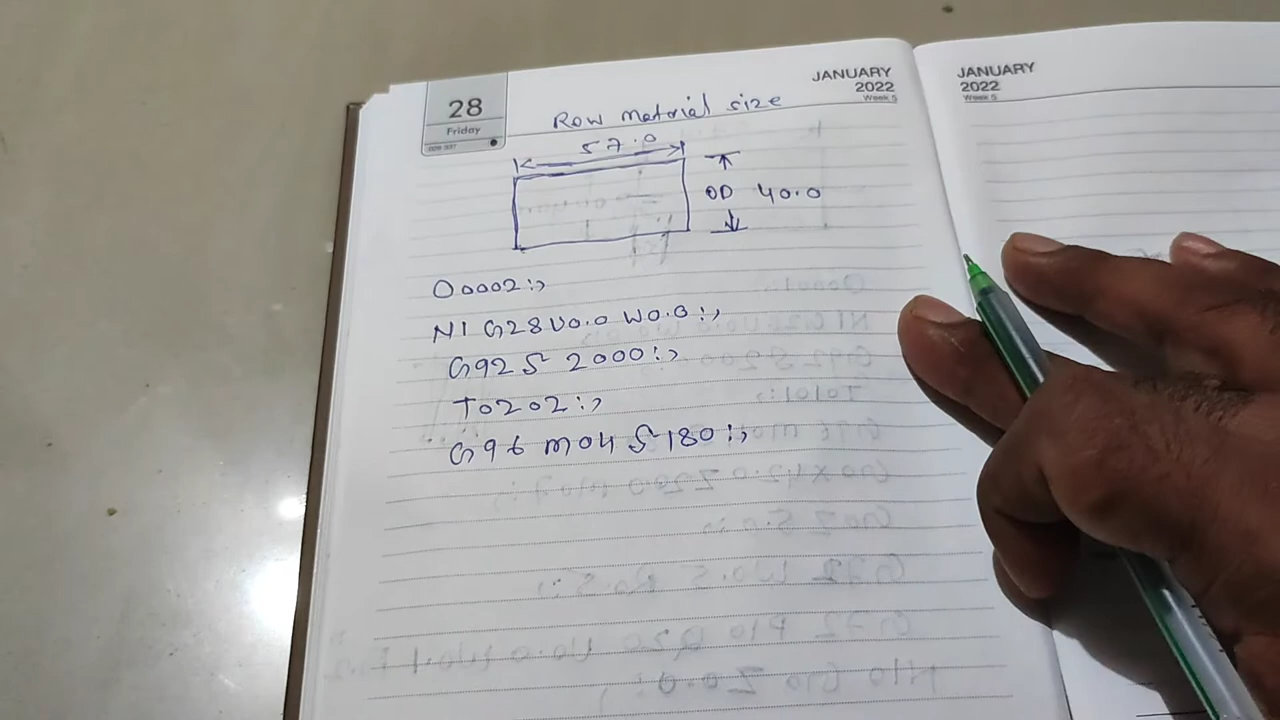 28
Friday
JANUARY
2022
Week 5
JANUARY
2022
Week 5
Row material size
57.0
OD 40.0
O0002:,
N1 G28U0.0 W0.0:,
G92 S 2000:,
T0202:,
G96 M04 S180:,